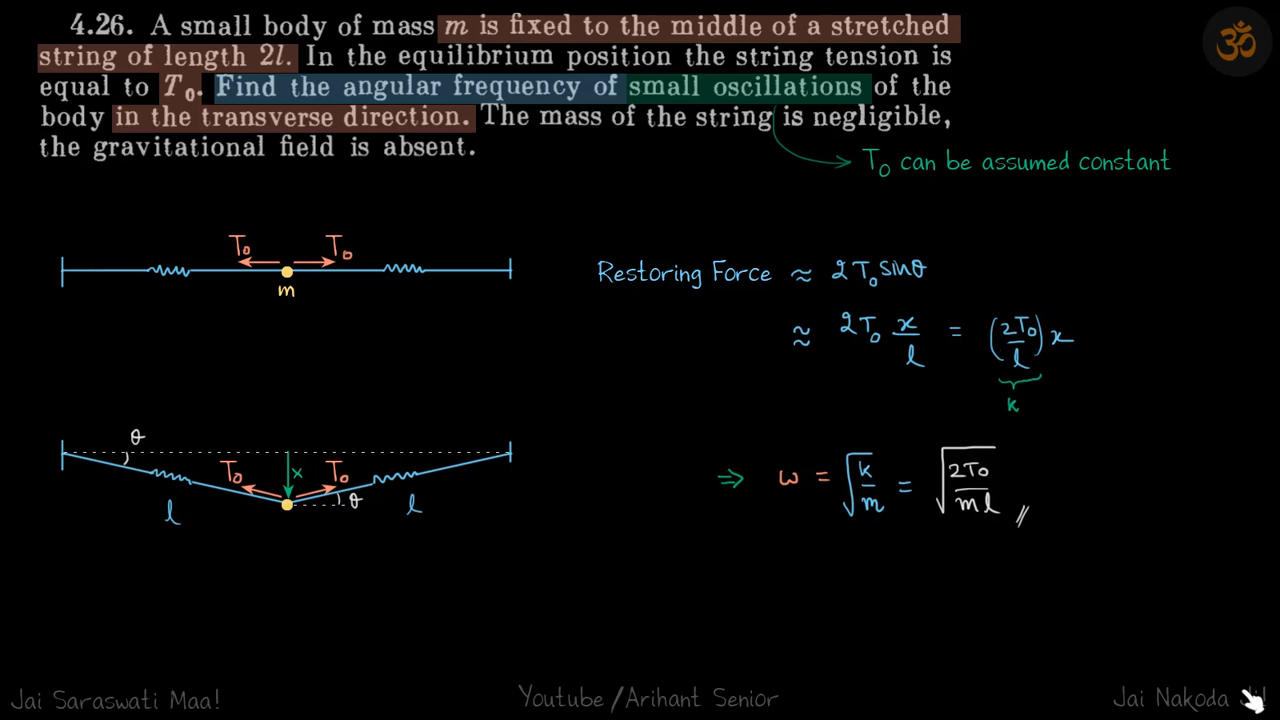 4.26. A small body of mass m is fixed to the middle of a stretched
string of length 2l. In the equilibrium position the string tension is
equal to T₀. Find the angular frequency of small oscillations of the
body in the transverse direction. The mass of the string is negligible,
the gravitational field is absent.
T₀ can be assumed constant
ॐ
T₀ T₀
m
Restoring Force ≈ 2T₀ sinθ
≈ 2T₀ x/l = (2T₀/l) x
k
θ
T₀ x T₀
θ
l l
⇒ ω = √(k/m) = √(2T₀/ml) //
Jai Saraswati Maa!
Youtube/Arihant Senior
Jai Nakoda Ji!